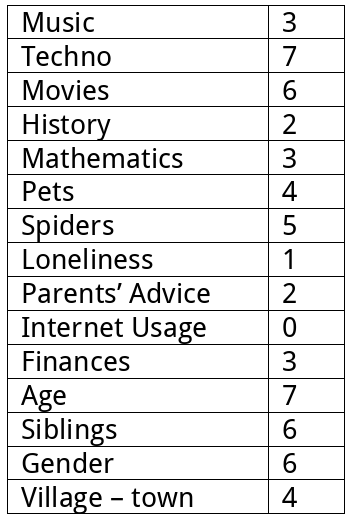 Music 3
Techno 7
Movies 6
History 2
Mathematics 3
Pets 4
Spiders 5
Loneliness 1
Parents’ Advice 2
Internet Usage 0
Finances 3
Age 7
Siblings 6
Gender 6
Village – town 4